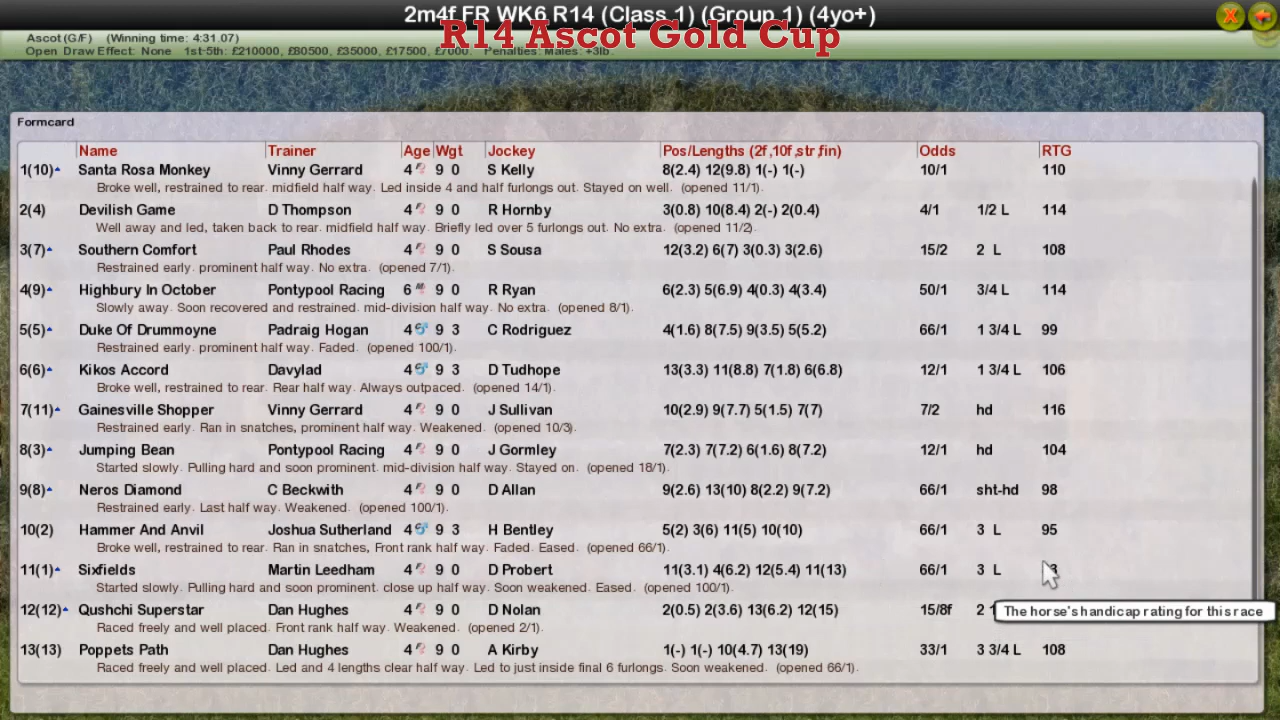 2m4f FR WK6 R14 (Class 1) (Group 1) (4yo+)
R14 Ascot Gold Cup
Ascot (G/F) (Winning time: 4:31.07)
Open Draw Effect: None 1st-5th: £210000, £80500, £35000, £17500, £7000. Penalties: Males: +3lb.
Formcard
Name Trainer Age Wgt Jockey Pos/Lengths (2f,10f,str,fin) Odds RTG
1(10) Santa Rosa Monkey Vinny Gerrard 4 9 0 S Kelly 8(2.4) 12(9.8) 1(-) 1(-) 10/1 110
Broke well, restrained to rear. midfield half way. Led inside 4 and half furlongs out. Stayed on well. (opened 11/1).
2(4) Devilish Game D Thompson 4 9 0 R Hornby 3(0.8) 10(8.4) 2(-) 2(0.4) 4/1 1/2 L 114
Well away and led, taken back to rear. midfield half way. Briefly led over 5 furlongs out. No extra. (opened 11/2).
3(7) Southern Comfort Paul Rhodes 4 9 0 S Sousa 12(3.2) 6(7) 3(0.3) 3(2.6) 15/2 2 L 108
Restrained early. prominent half way. No extra. (opened 7/1).
4(9) Highbury In October Pontypool Racing 6 9 0 R Ryan 6(2.3) 5(6.9) 4(0.3) 4(3.4) 50/1 3/4 L 114
Slowly away. Soon recovered and restrained. mid-division half way. No extra. (opened 8/1).
5(5) Duke Of Drummoyne Padraig Hogan 4 9 3 C Rodriguez 4(1.6) 8(7.5) 9(3.5) 5(5.2) 66/1 1 3/4 L 99
Restrained early. prominent half way. Faded. (opened 100/1).
6(6) Kikos Accord Davylad 4 9 3 D Tudhope 13(3.3) 11(8.8) 7(1.8) 6(6.8) 12/1 1 3/4 L 106
Broke well, restrained to rear. Rear half way. Always outpaced. (opened 14/1).
7(11) Gainesville Shopper Vinny Gerrard 4 9 0 J Sullivan 10(2.9) 9(7.7) 5(1.5) 7(7) 7/2 hd 116
Restrained early. Ran in snatches, prominent half way. Weakened. (opened 10/3).
8(3) Jumping Bean Pontypool Racing 4 9 0 J Gormley 7(2.3) 7(7.2) 6(1.6) 8(7.2) 12/1 hd 104
Started slowly. Pulling hard and soon prominent. mid-division half way. Stayed on. (opened 18/1).
9(8) Neros Diamond C Beckwith 4 9 0 D Allan 9(2.6) 13(10) 8(2.2) 9(7.2) 66/1 sht-hd 98
Restrained early. Last half way. Weakened. (opened 100/1).
10(2) Hammer And Anvil Joshua Sutherland 4 9 3 H Bentley 5(2) 3(6) 11(5) 10(10) 66/1 3 L 95
Broke well, restrained to rear. Ran in snatches, Front rank half way. Faded. Eased. (opened 66/1).
11(1) Sixfields Martin Leedham 4 9 0 D Probert 11(3.1) 4(6.2) 12(5.4) 11(13) 66/1 3 L
Started slowly. Pulling hard and soon prominent. close up half way. Soon weakened. Eased. (opened 100/1).
12(12) Qushchi Superstar Dan Hughes 4 9 0 D Nolan 2(0.5) 2(3.6) 13(6.2) 12(15) 15/8f 2
The horse's handicap rating for this race
Raced freely and well placed. Front rank half way. Weakened. (opened 2/1).
13(13) Poppets Path Dan Hughes 4 9 0 A Kirby 1(-) 1(-) 10(4.7) 13(19) 33/1 3 3/4 L 108
Raced freely and well placed. Led and 4 lengths clear half way. Led to just inside final 6 furlongs. Soon weakened. (opened 66/1).